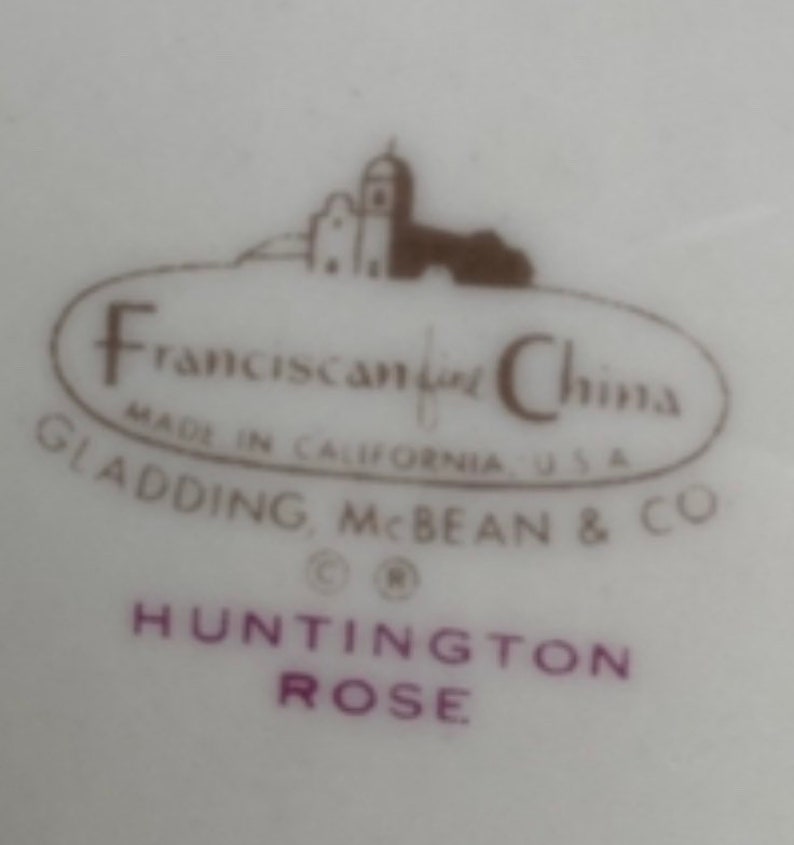 Franciscan fine China
MADE IN CALIFORNIA, U S A
GLADDING, McBEAN & CO
© ®
HUNTINGTON
ROSE